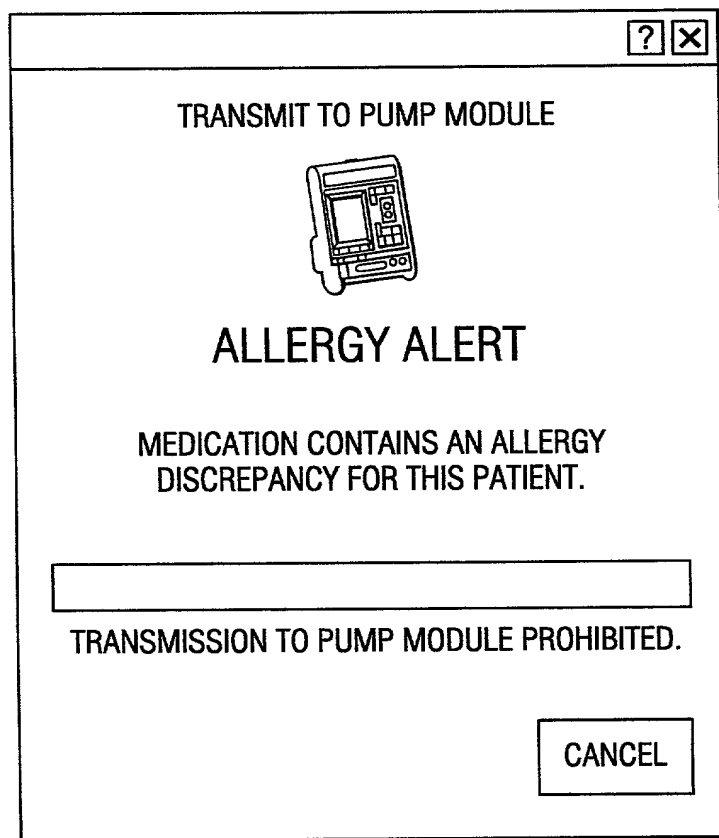 ?
TRANSMIT TO PUMP MODULE
ALLERGY ALERT
MEDICATION CONTAINS AN ALLERGY
DISCREPANCY FOR THIS PATIENT.
TRANSMISSION TO PUMP MODULE PROHIBITED.
CANCEL